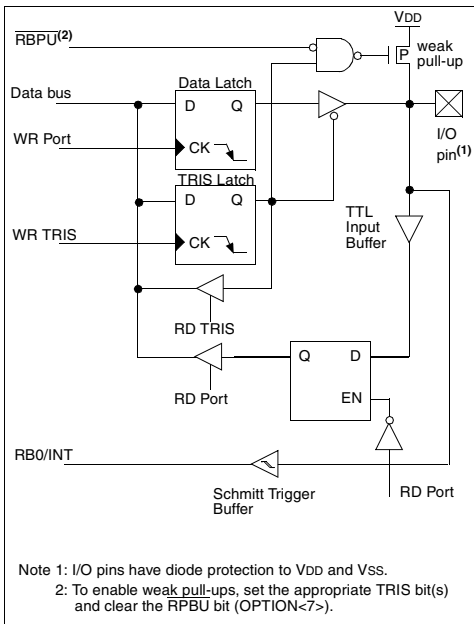 VDD
RBPU(2)
weak
pull-up
P
Data bus
Data Latch
D Q
I/O
pin(1)
WR Port
CK
TRIS Latch
D Q
TTL
Input
Buffer
WR TRIS
CK
RD TRIS
Q D
RD Port
EN
RB0/INT
Schmitt Trigger
Buffer
RD Port
Note 1: I/O pins have diode protection to VDD and VSS.
2: To enable weak pull-ups, set the appropriate TRIS bit(s)
and clear the RPBU bit (OPTION<7>).